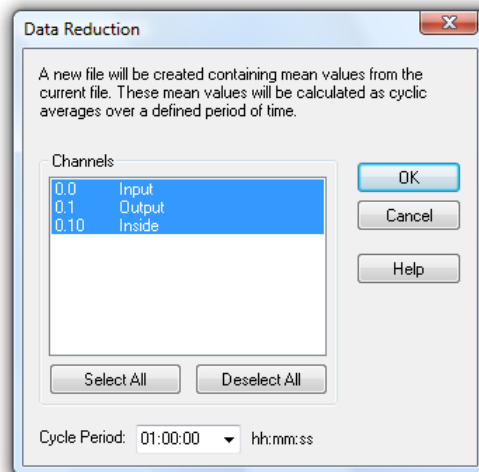 Data Reduction
A new file will be created containing mean values from the
current file. These mean values will be calculated as cyclic
averages over a defined period of time.
Channels
0.0 Input
0.1 Output
0.10 Inside
OK
Cancel
Help
Select All Deselect All
Cycle Period: 01:00:00 hh:mm:ss